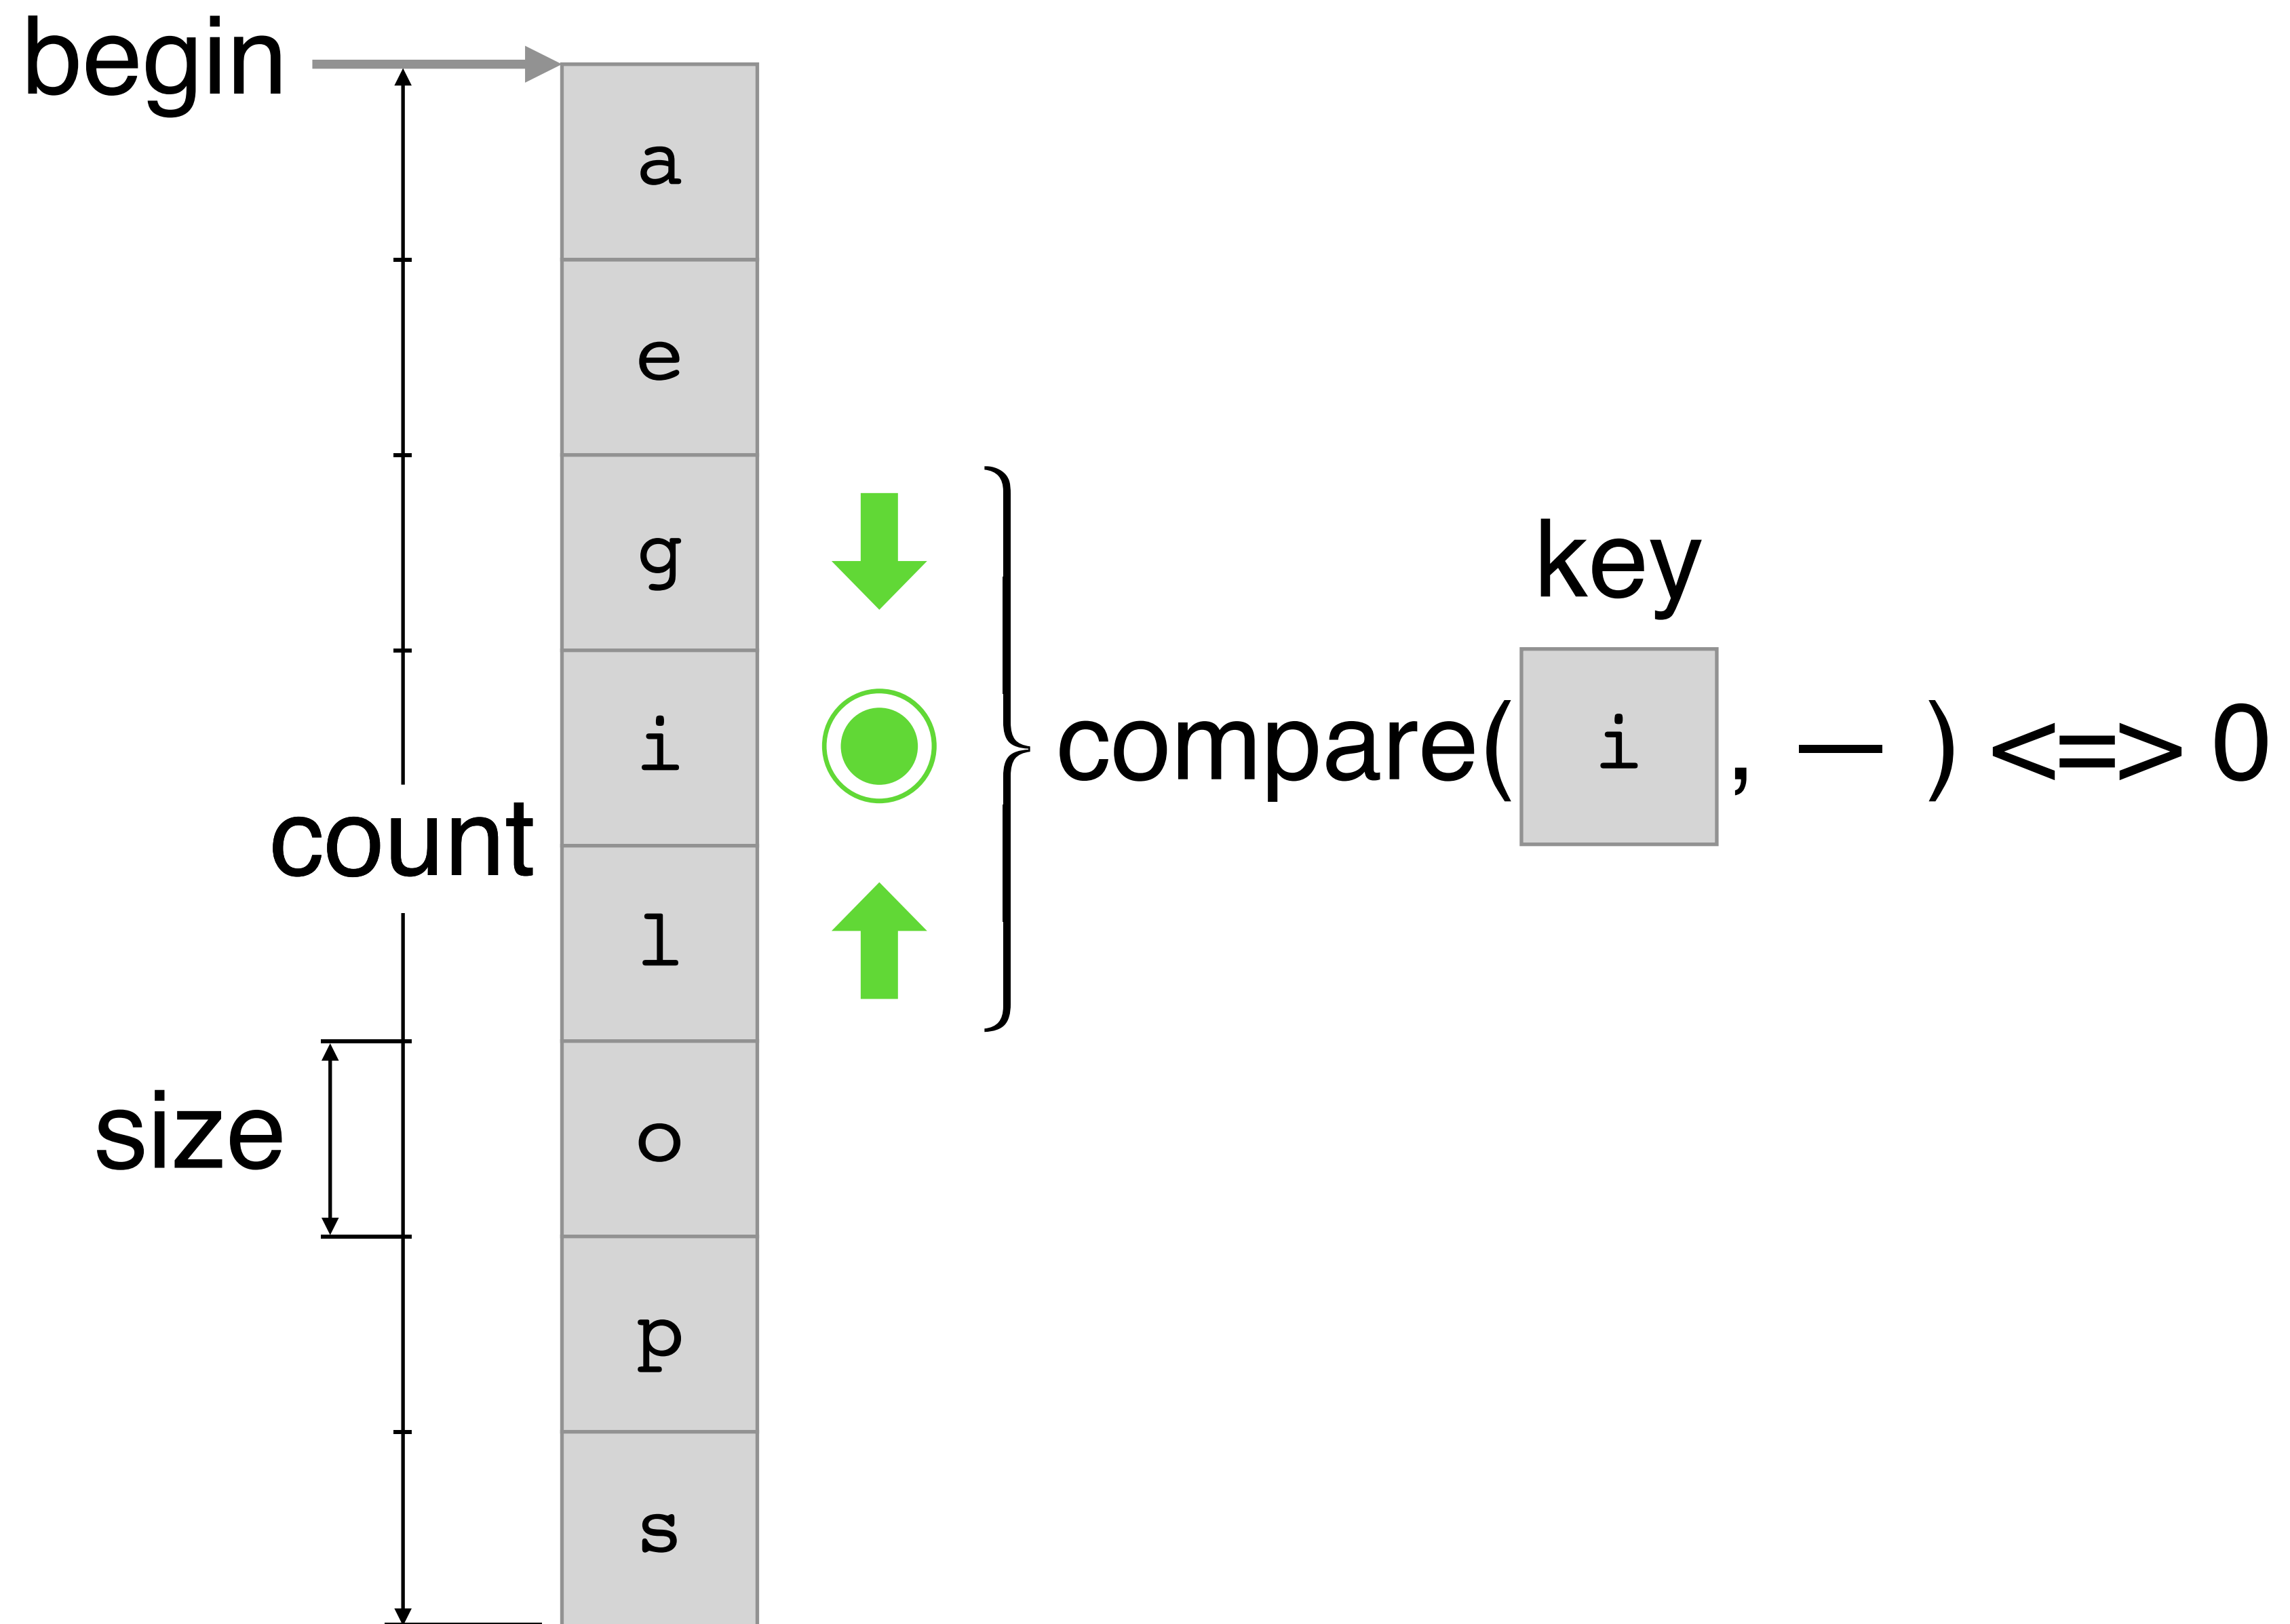 begin
a
e
g
key
i
compare( i , — ) <=> 0
count
l
size
o
p
s